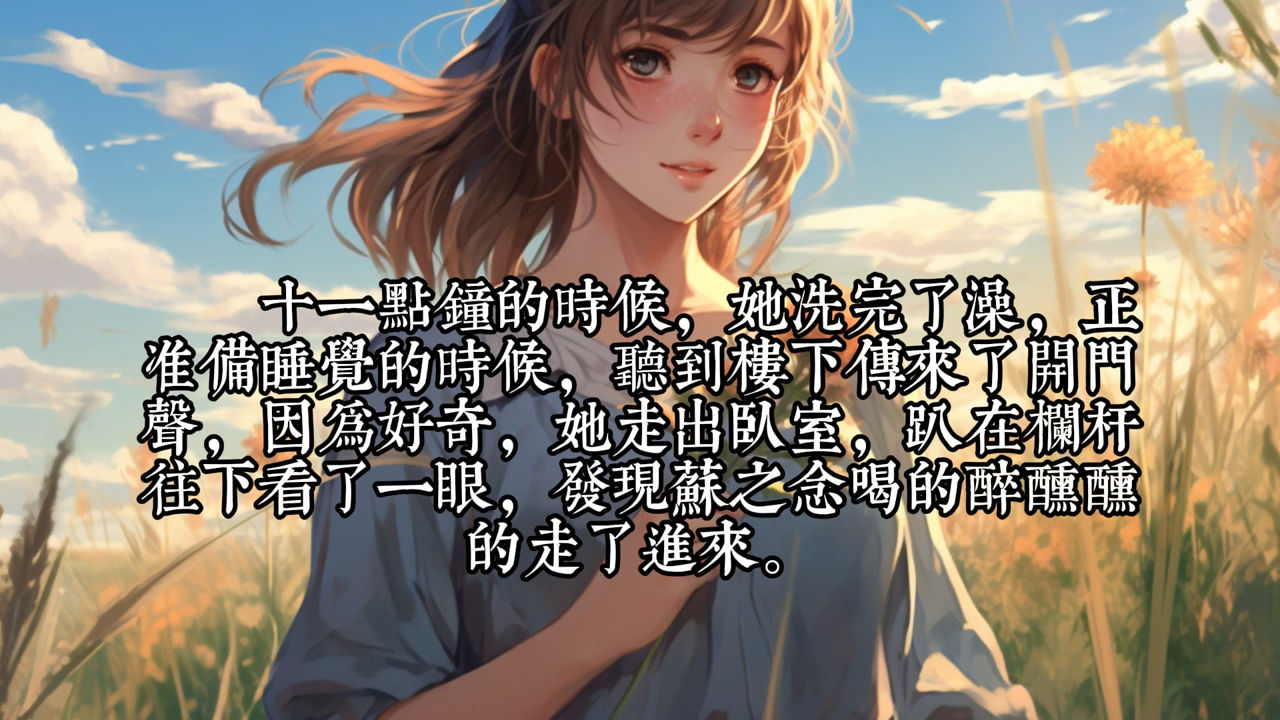 十一點鐘的時候，她洗完了澡，正
准備睡覺的時候，聽到樓下傳來了開門
聲，因爲好奇，她走出臥室，趴在欄杆
往下看了一眼，發現蘇之念喝的醉醺醺
的走了進來。